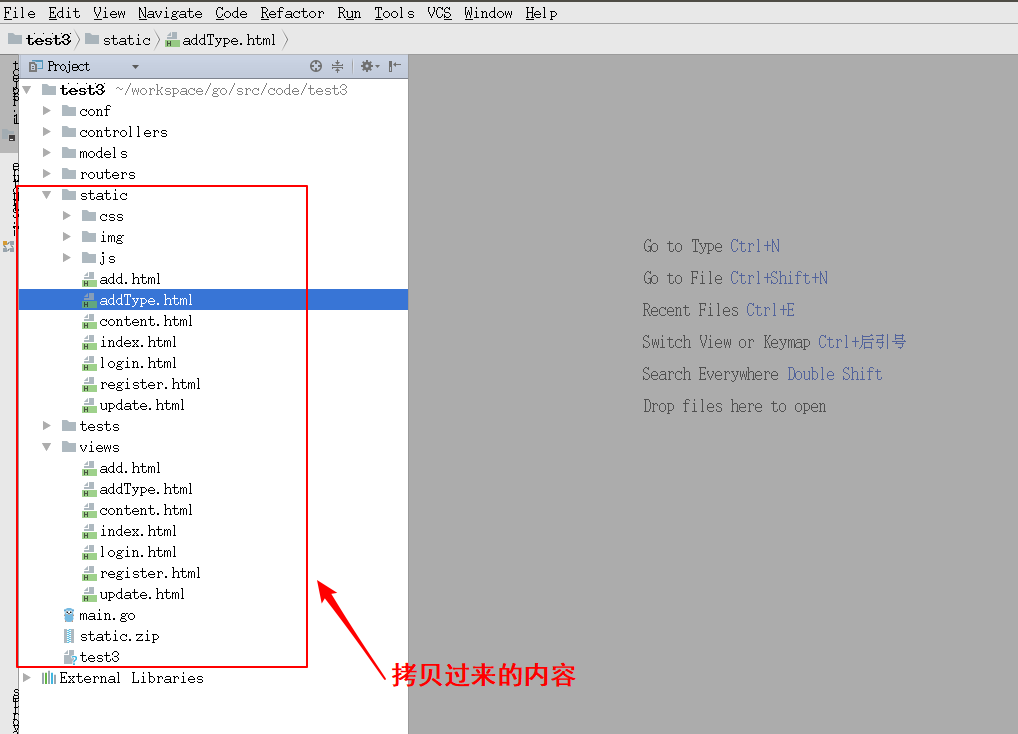 File Edit View Navigate Code Refactor Run Tools VCS Window Help
test3 static addType.html
Project
test3 ~/workspace/go/src/code/test3
conf
controllers
models
routers
static
css
img
js
add.html
addType.html
content.html
index.html
login.html
register.html
update.html
tests
views
add.html
addType.html
content.html
index.html
login.html
register.html
update.html
main.go
static.zip
test3
External Libraries
Go to Type Ctrl+N
Go to File Ctrl+Shift+N
Recent Files Ctrl+E
Switch View or Keymap Ctrl+后引号
Search Everywhere Double Shift
Drop files here to open
拷贝过来的内容